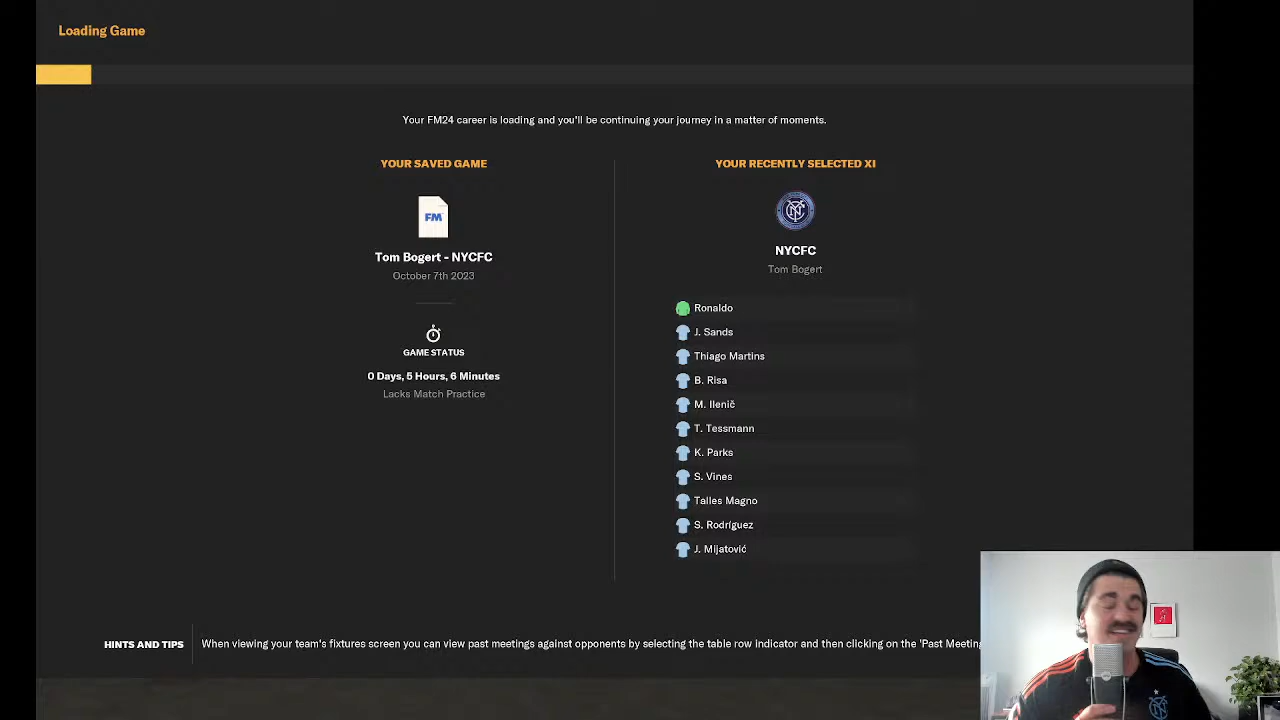 Loading Game
Your FM24 career is loading and you'll be continuing your journey in a matter of moments.
YOUR SAVED GAME
FM
Tom Bogert - NYCFC
October 7th 2023
GAME STATUS
0 Days, 5 Hours, 6 Minutes
Lacks Match Practice
YOUR RECENTLY SELECTED XI
NYCFC
Tom Bogert
Ronaldo
J. Sands
Thiago Martins
B. Risa
M. Ilenič
T. Tessmann
K. Parks
S. Vines
Talles Magno
S. Rodríguez
J. Mijatović
HINTS AND TIPS
When viewing your team's fixtures screen you can view past meetings against opponents by selecting the table row indicator and then clicking on the 'Past Meeting